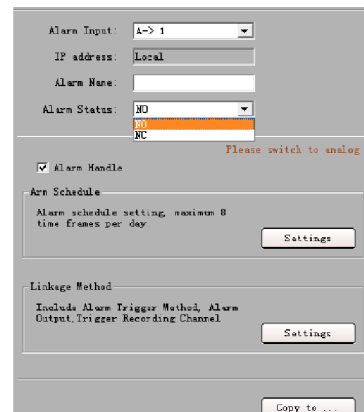 Alarm Input: A-> 1
IP address: Local
Alarm Name:
Alarm Status: NO
NO
NC
Please switch to analog
Alarm Handle
Arm Schedule
Alarm schedule setting, maximum 8
time frames per day.
Settings
Linkage Method
Include Alarm Trigger Method, Alarm
Output,Trigger Recording Channel
Settings
Copy to ...